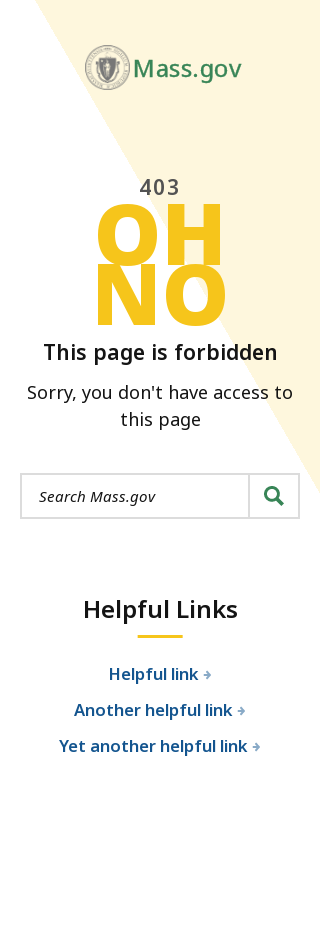 Mass.gov
403
OH
NO
This page is forbidden
Sorry, you don't have access to
this page
Search Mass.gov
Helpful Links
Helpful link
Another helpful link
Yet another helpful link